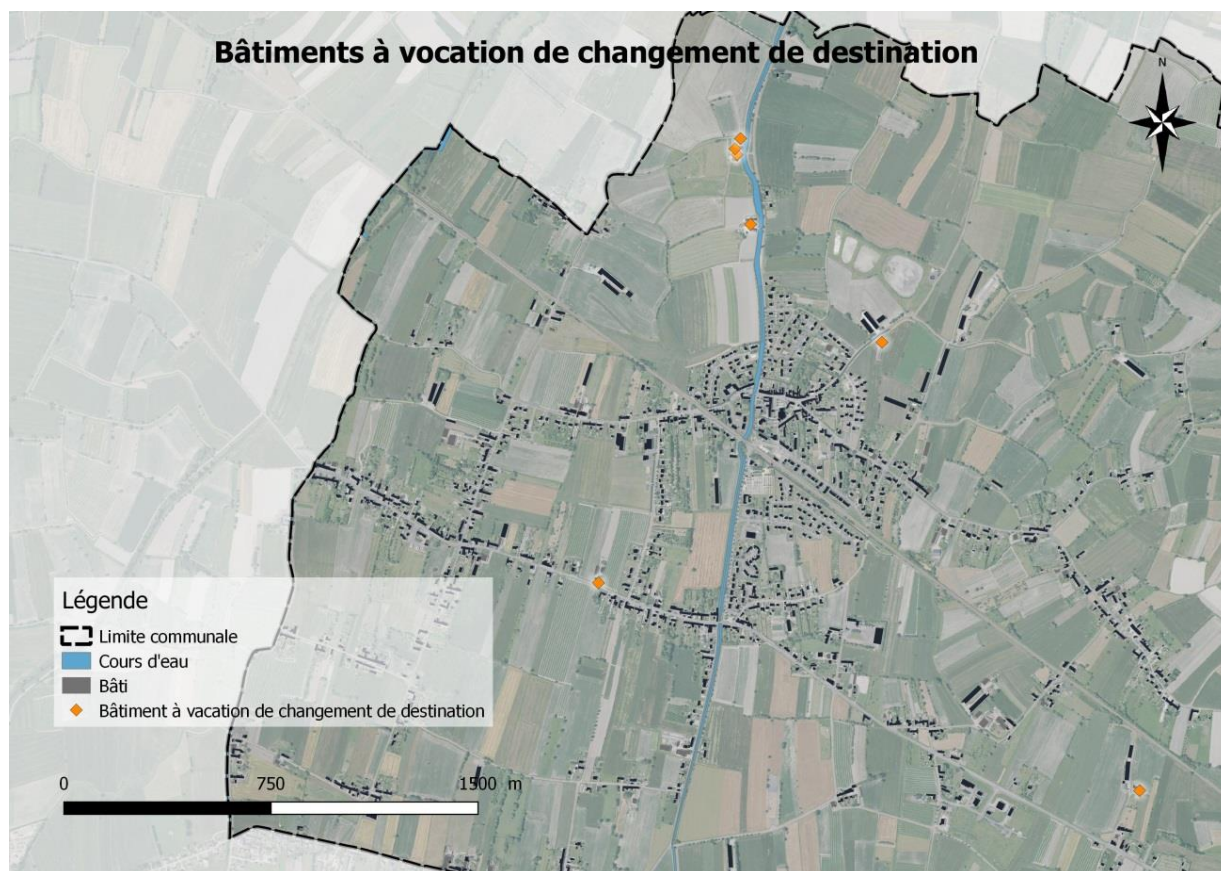 Bâtiments à vocation de changement de destination
N
Légende
Limite communale
Cours d'eau
Bâti
Bâtiment à vacation de changement de destination
0 750 1500 m